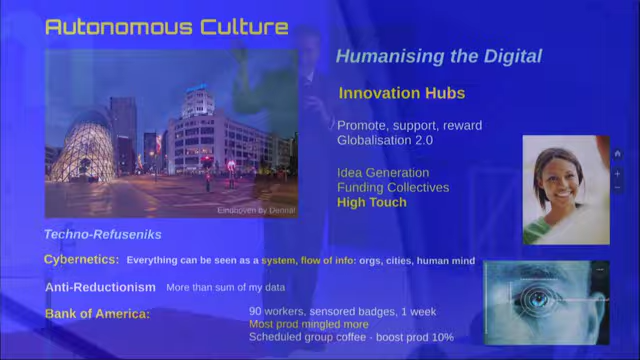 Autonomous Culture
Humanising the Digital
Innovation Hubs
Promote, support, reward
Globalisation 2.0
Idea Generation
Funding Collectives
High Touch
Eindhoven by Dennal
Techno-Refuseniks
Cybernetics: Everything can be seen as a system, flow of info: orgs, cities, human mind
Anti-Reductionism More than sum of my data
Bank of America: 90 workers, sensored badges, 1 week
Most prod mingled more
Scheduled group coffee - boost prod 10%